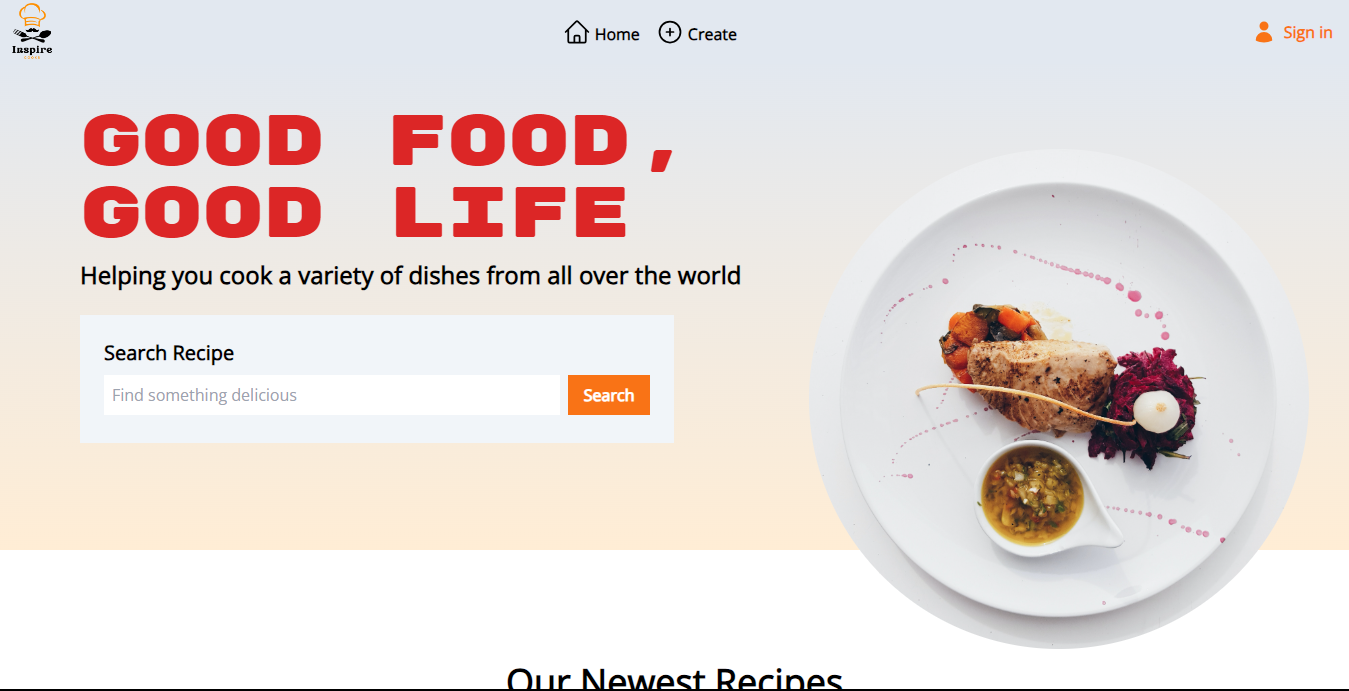 Inspire
Home
Create
Sign in
GOOD FOOD,
GOOD LIFE
Helping you cook a variety of dishes from all over the world
Search Recipe
Find something delicious
Search
Our Newest Recipes